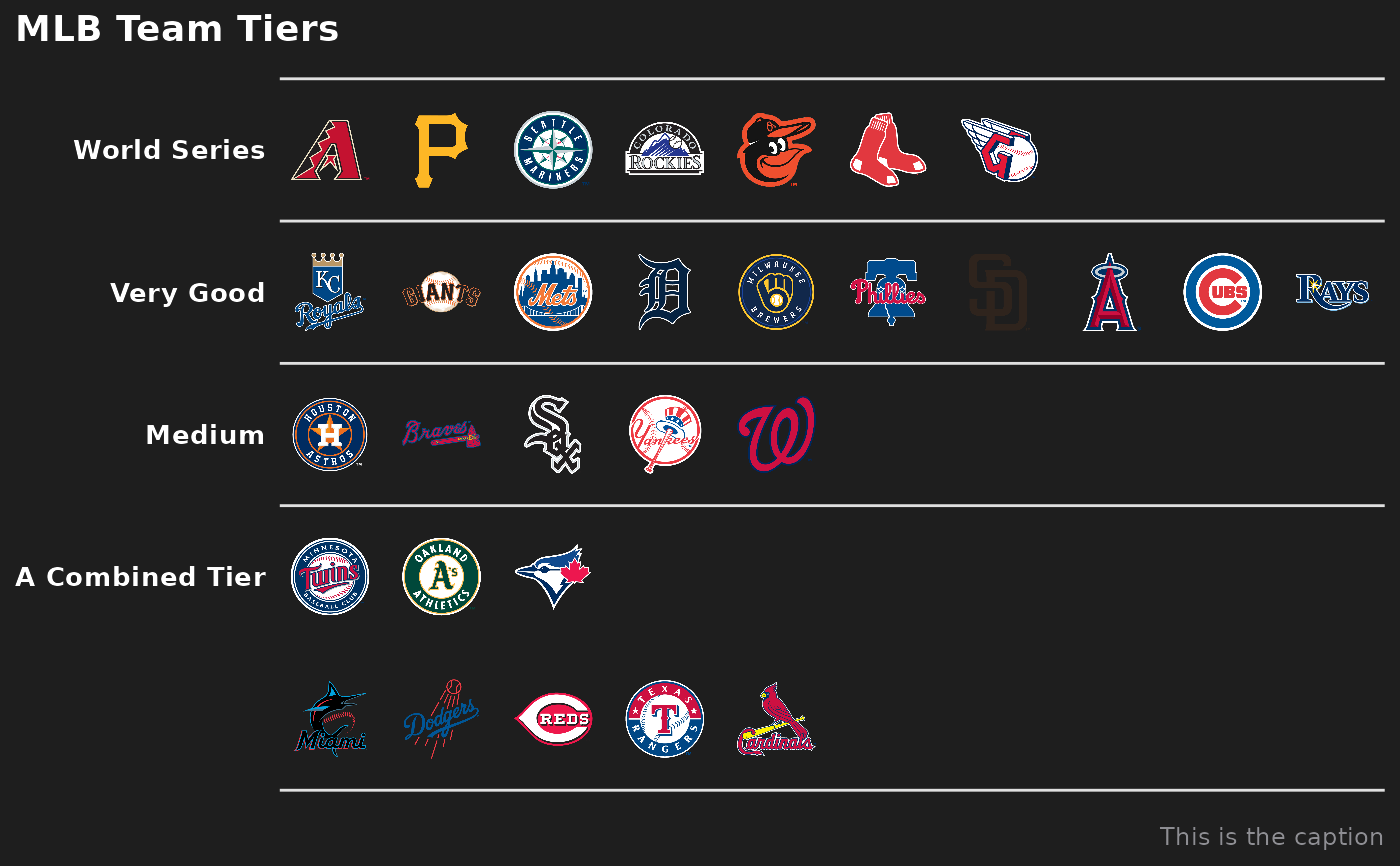 MLB Team Tiers
World Series
A P SEATTLE MARINERS COLORADO ROCKIES
Very Good
KC Royals GIANTS Mets D MILWAUKEE BREWERS Phillies SD A CUBS RAYS
Medium
HOUSTON H ASTROS Braves Sox Yankees W
A Combined Tier
MINNESOTA Twins BASEBALL CLUB OAKLAND A's ATHLETICS
Miami Dodgers REDS TEXAS T RANGERS Cardinals
This is the caption